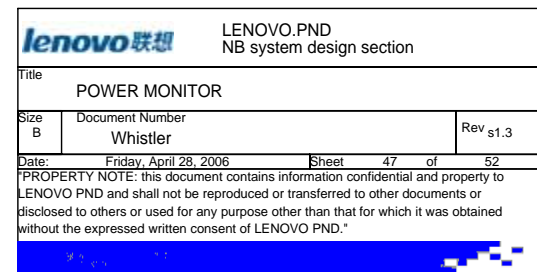 lenovo联想
LENOVO.PND
NB system design section
Title
POWER MONITOR
Size
B
Document Number
Whistler
Rev s1.3
Date: Friday, April 28, 2006 Sheet 47 of 52
"PROPERTY NOTE: this document contains information confidential and property to
LENOVO PND and shall not be reproduced or transferred to other documents or
disclosed to others or used for any purpose other than that for which it was obtained
without the expressed written consent of LENOVO PND."